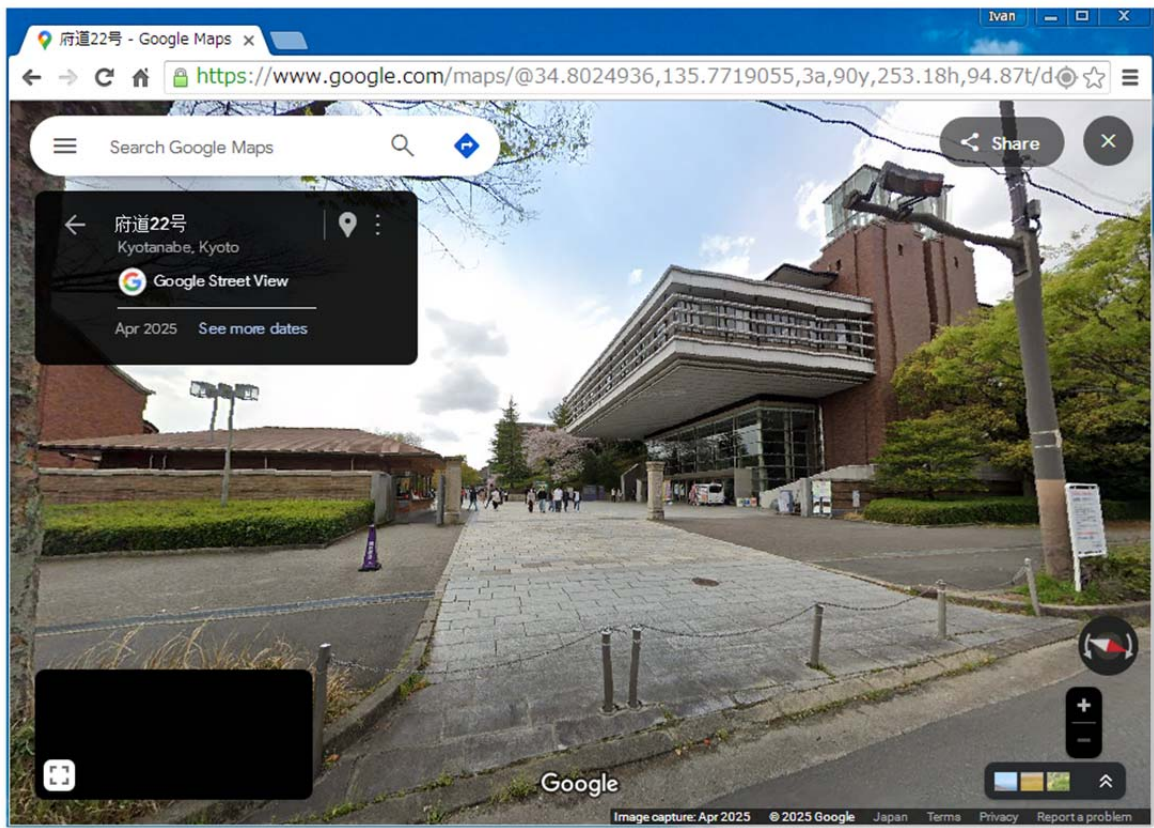 Ivan
府道22号 - Google Maps
https://www.google.com/maps/@34.8024936,135.7719055,3a,90y,253.18h,94.87t/d
Search Google Maps
Share
府道22号
Kyotanabe, Kyoto
Google Street View
Apr 2025 See more dates
Google
Image capture: Apr 2025 © 2025 Google Japan Terms Privacy Report a problem